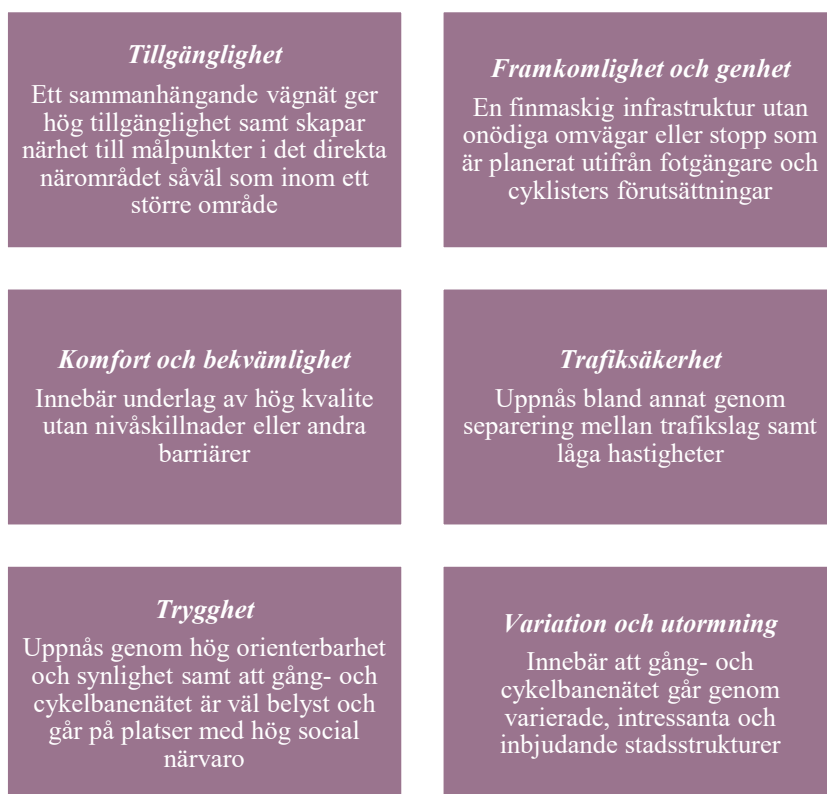 Tillgänglighet
Ett sammanhängande vägnät ger
hög tillgänglighet samt skapar
närhet till målpunkter i det direkta
närområdet såväl som inom ett
större område
Framkomlighet och genhet
En finmaskig infrastruktur utan
onödiga omvägar eller stopp som
är planerat utifrån fotgängare och
cyklisters förutsättningar
Komfort och bekvämlighet
Innebär underlag av hög kvalite
utan nivåskillnader eller andra
barriärer
Trafiksäkerhet
Uppnås bland annat genom
separering mellan trafikslag samt
låga hastigheter
Trygghet
Uppnås genom hög orienterbarhet
och synlighet samt att gång- och
cykelbanenätet är väl belyst och
går på platser med hög social
närvaro
Variation och utormning
Innebär att gång- och
cykelbanenätet går genom
varierade, intressanta och
inbjudande stadsstrukturer